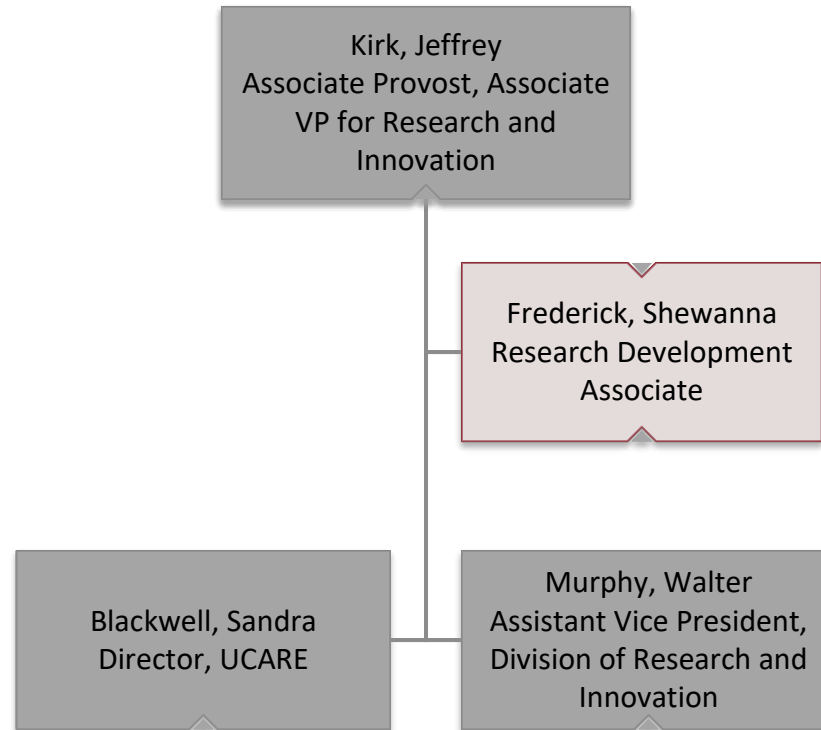 Kirk, Jeffrey
Associate Provost, Associate
VP for Research and
Innovation
Frederick, Shewanna
Research Development
Associate
Blackwell, Sandra
Director, UCARE
Murphy, Walter
Assistant Vice President,
Division of Research and
Innovation